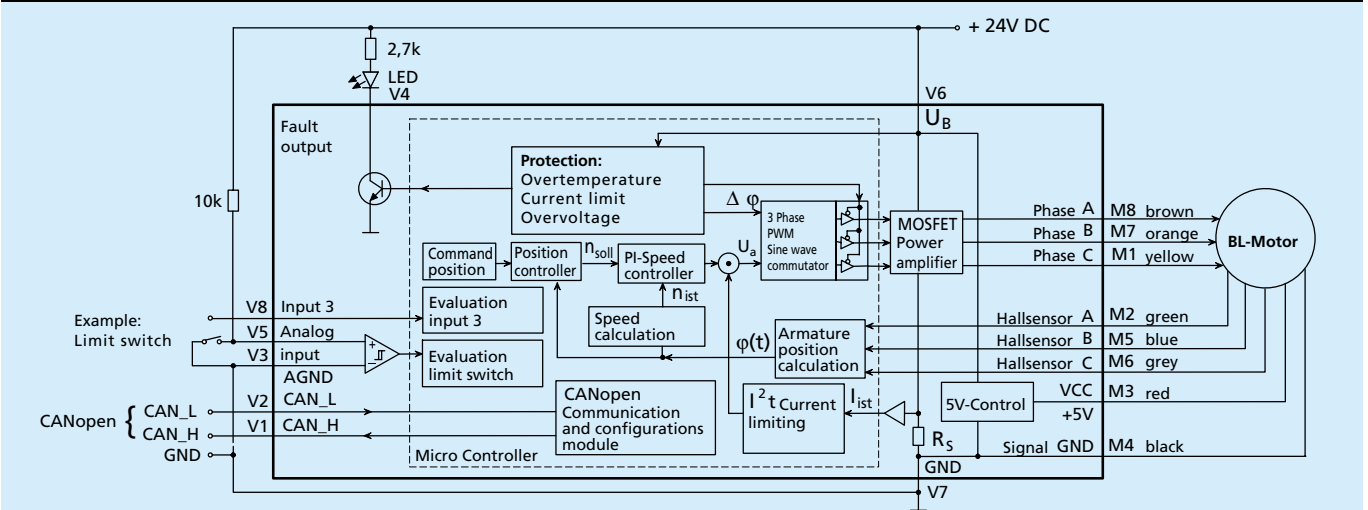 + 24V DC
2,7k
LED
V4
V6
Fault
output
U_B
10k
Protection:
Overtemperature
Current limit
Overvoltage
Δ φ
3 Phase
PWM
Sine wave
commutator
U_a
MOSFET
Power
amplifier
Phase A M8 brown
Phase B M7 orange
Phase C M1 yellow
BL-Motor
Command
position
Position
controller
n_soll
PI-Speed
controller
n_ist
Example:
Limit switch
V8 Input 3
V5 Analog
V3 input
AGND
Evaluation
input 3
Evaluation
limit switch
Speed
calculation
φ(t)
Armature
position
calculation
Hallsensor A M2 green
Hallsensor B M5 blue
Hallsensor C M6 grey
VCC M3 red
+5V
5V-Control
CANopen { CAN_L
CAN_H
GND
V2 CAN_L
V1 CAN_H
CANopen
Communication
and configurations
module
I²t Current
limiting
I_ist
R_S
Signal GND M4 black
Micro Controller
GND
V7